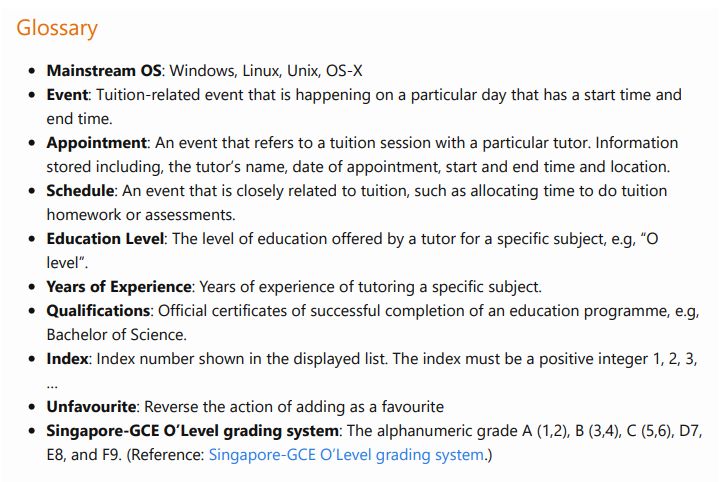 Glossary
• Mainstream OS: Windows, Linux, Unix, OS-X
• Event: Tuition-related event that is happening on a particular day that has a start time and
end time.
• Appointment: An event that refers to a tuition session with a particular tutor. Information
stored including, the tutor’s name, date of appointment, start and end time and location.
• Schedule: An event that is closely related to tuition, such as allocating time to do tuition
homework or assessments.
• Education Level: The level of education offered by a tutor for a specific subject, e.g, “O
level”.
• Years of Experience: Years of experience of tutoring a specific subject.
• Qualifications: Official certificates of successful completion of an education programme, e.g,
Bachelor of Science.
• Index: Index number shown in the displayed list. The index must be a positive integer 1, 2, 3,
…
• Unfavourite: Reverse the action of adding as a favourite
• Singapore-GCE O’Level grading system: The alphanumeric grade A (1,2), B (3,4), C (5,6), D7,
E8, and F9. (Reference: Singapore-GCE O’Level grading system.)